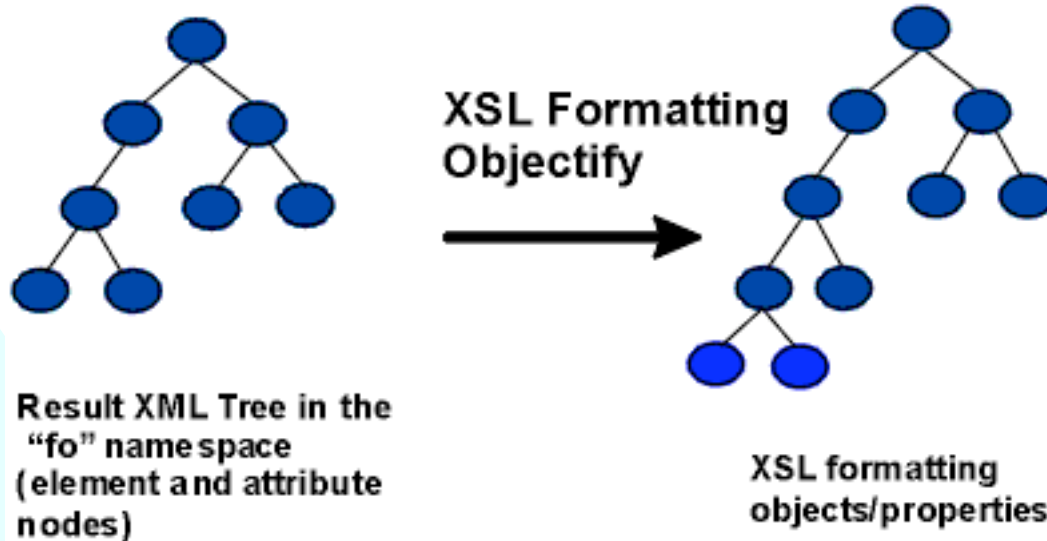 XSL Formatting
Objectify
Result XML Tree in the
“fo” namespace
(element and attribute
nodes)
XSL formatting
objects/properties